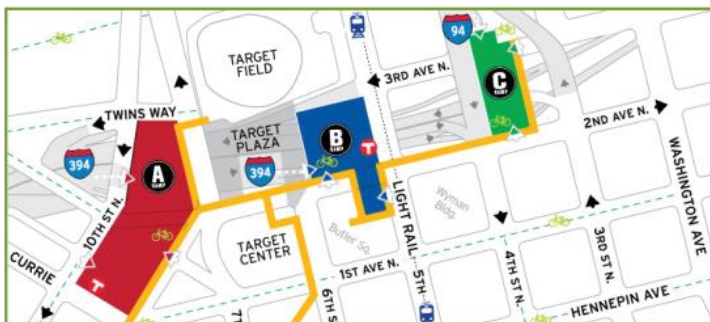 TARGET
FIELD
94
3RD AVE N.
C
RAMP
TWINS WAY
TARGET
PLAZA
B
RAMP
T
2ND AVE N.
394
A
RAMP
394
10TH ST N.
CURRIE
T
TARGET
CENTER
Butler Sq.
LIGHT RAIL - 5TH
Wyman
Bldg.
WASHINGTON AVE
1ST AVE N.
4TH ST N.
3RD ST N.
HENNEPIN AVE
6TH S